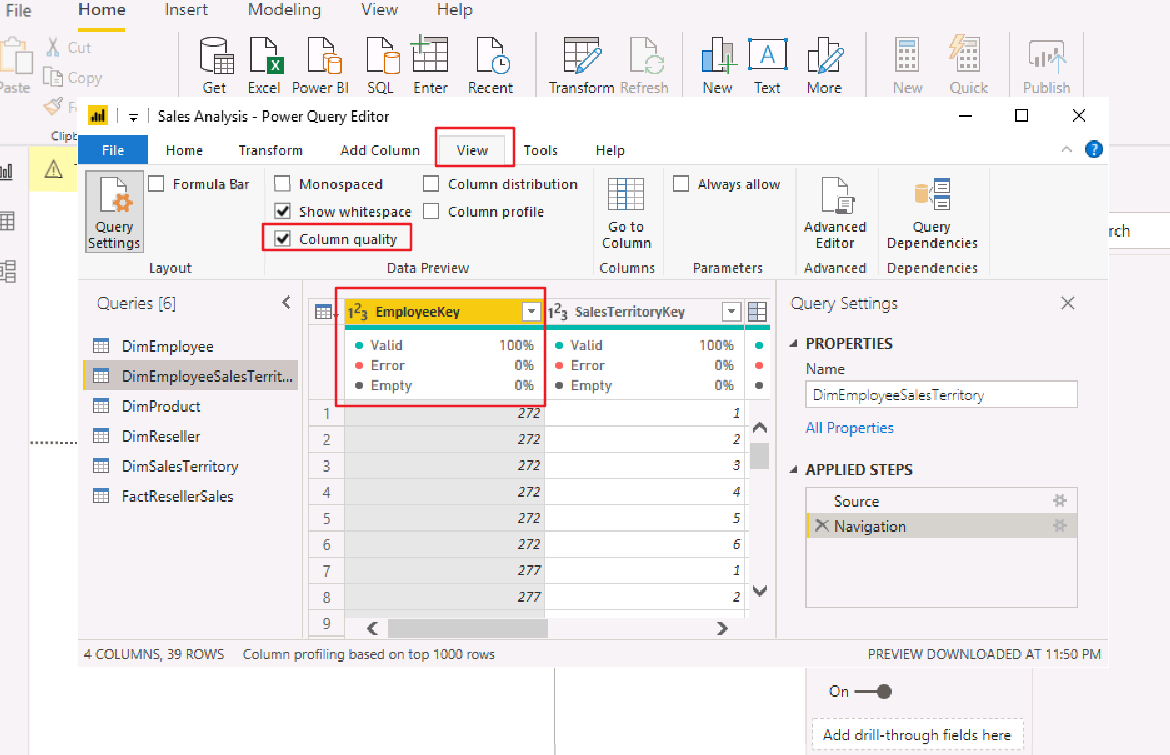 File Home Insert Modeling View Help
Cut
Copy
Paste
Get Excel Power BI SQL Enter Recent Transform Refresh New Text More New Quick Publish
Sales Analysis - Power Query Editor
File Home Transform Add Column View Tools Help ?
Query Settings
Formula Bar
Layout
Monospaced
Show whitespace
Column quality
Column distribution
Column profile
Data Preview
Go to Column
Columns
Always allow
Parameters
Advanced Editor
Advanced
Query Dependencies
Dependencies
Queries [6]
DimEmployee
DimEmployeeSalesTerrit...
DimProduct
DimReseller
DimSalesTerritory
FactResellerSales
123 EmployeeKey 123 SalesTerritoryKey
Valid 100% Valid 100%
Error 0% Error 0%
Empty 0% Empty 0%
1 272 1
2 272 2
3 272 3
4 272 4
5 272 5
6 272 6
7 277 1
8 277 2
9
Query Settings
PROPERTIES
Name
DimEmployeeSalesTerritory
All Properties
APPLIED STEPS
Source
Navigation
4 COLUMNS, 39 ROWS Column profiling based on top 1000 rows PREVIEW DOWNLOADED AT 11:50 PM
On
Add drill-through fields here